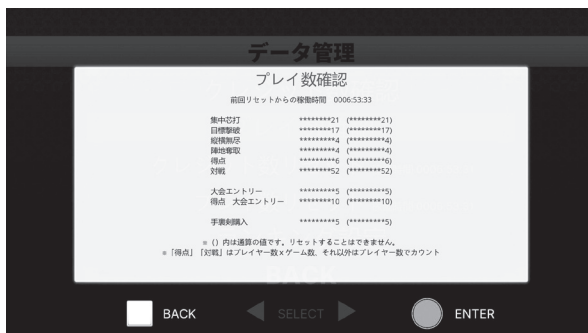 データ管理
プレイ数確認
前回リセットからの稼働時間 0006:53:33
集中芯打 ********21 (********21)
目標撃破 ********17 (********17)
縦横無尽 *********4 (*********4)
陣地奪取 *********4 (*********4)
得点 *********6 (*********6)
対戦 ********52 (********52)
大会エントリー *********5 (*********5)
得点 大会エントリー ********10 (********10)
手裏剣購入 *********5 (*********5)
※ () 内は通算の値です。リセットすることはできません。
※「得点」「対戦」はプレイヤー数xゲーム数、それ以外はプレイヤー数でカウント
BACK
BACK
SELECT
ENTER